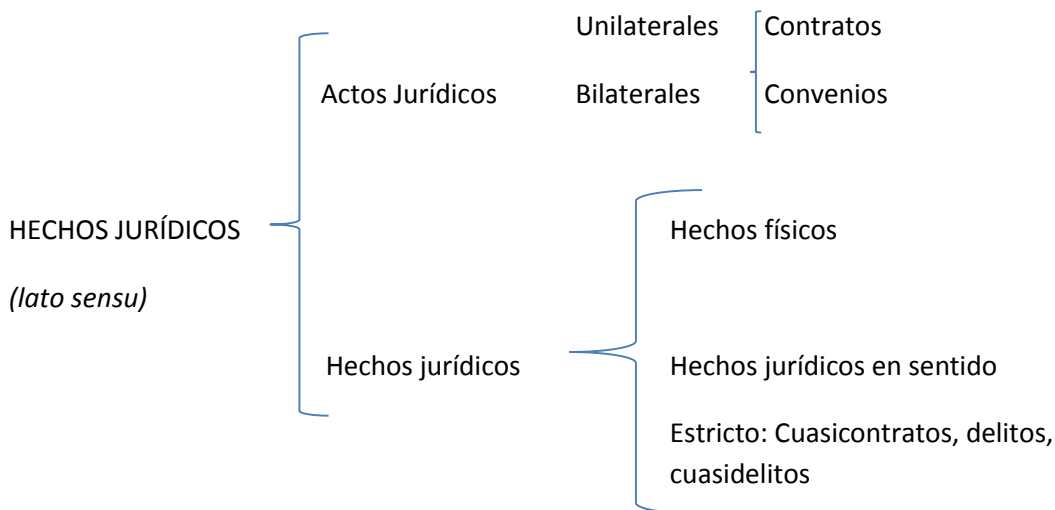 Unilaterales Contratos
Actos Jurídicos Bilaterales Convenios
HECHOS JURÍDICOS Hechos físicos
(lato sensu)
Hechos jurídicos Hechos jurídicos en sentido
Estricto: Cuasicontratos, delitos,
cuasidelitos